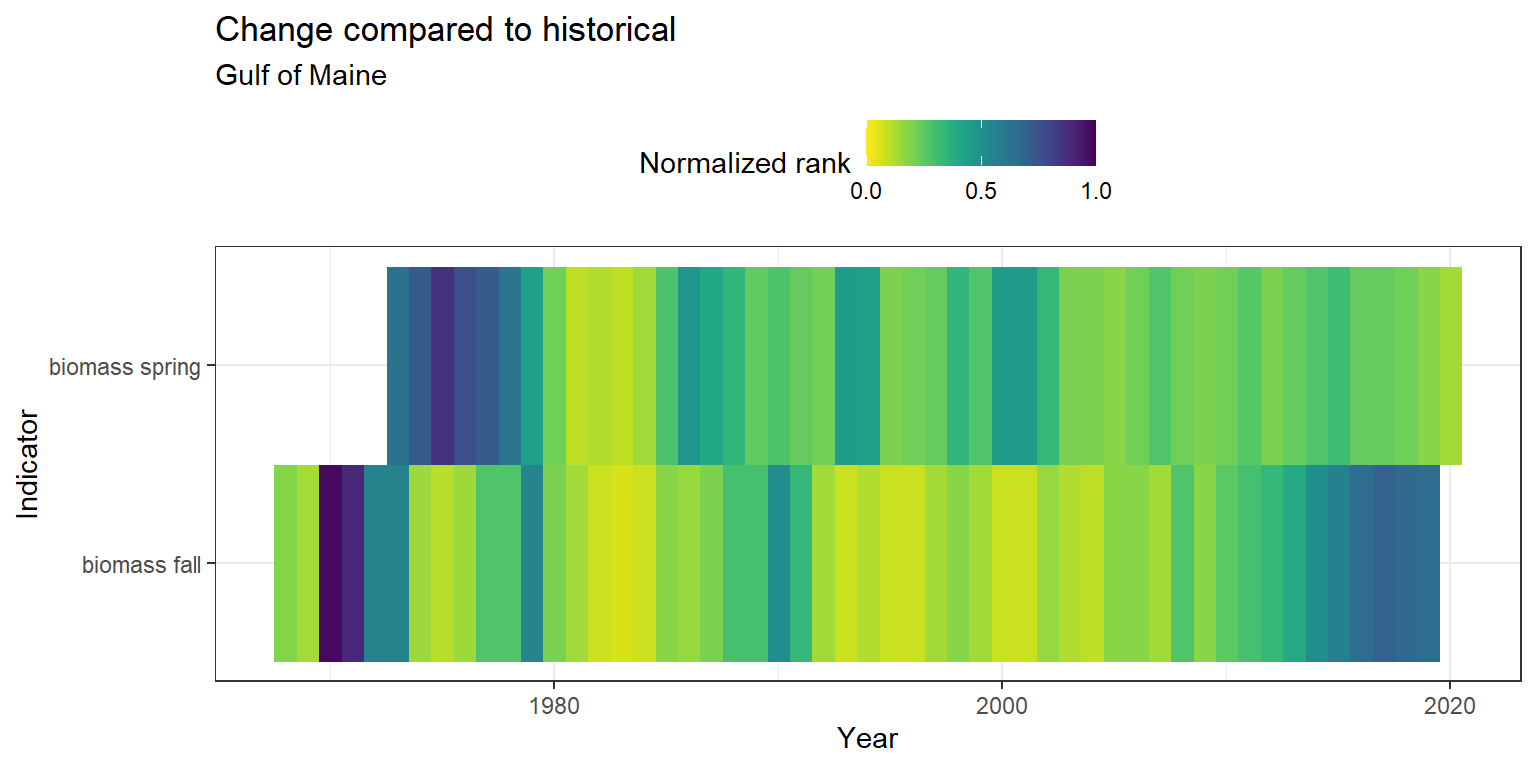 Change compared to historical
Gulf of Maine
Normalized rank
0.0 0.5 1.0
Indicator
biomass spring
biomass fall
1980 2000 2020
Year